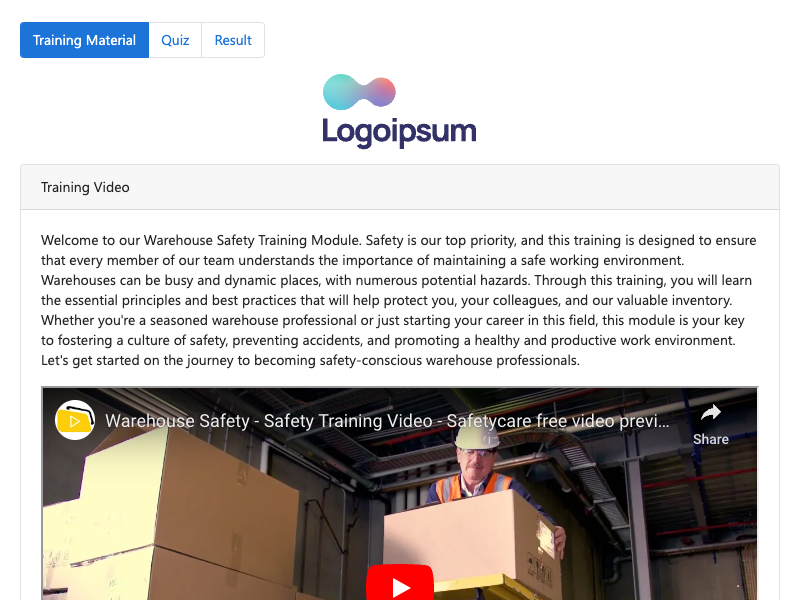 Training Material Quiz Result
Logoipsum
Training Video
Welcome to our Warehouse Safety Training Module. Safety is our top priority, and this training is designed to ensure
that every member of our team understands the importance of maintaining a safe working environment.
Warehouses can be busy and dynamic places, with numerous potential hazards. Through this training, you will learn
the essential principles and best practices that will help protect you, your colleagues, and our valuable inventory.
Whether you're a seasoned warehouse professional or just starting your career in this field, this module is your key
to fostering a culture of safety, preventing accidents, and promoting a healthy and productive work environment.
Let's get started on the journey to becoming safety-conscious warehouse professionals.
Warehouse Safety - Safety Training Video - Safetycare free video previ...
Share